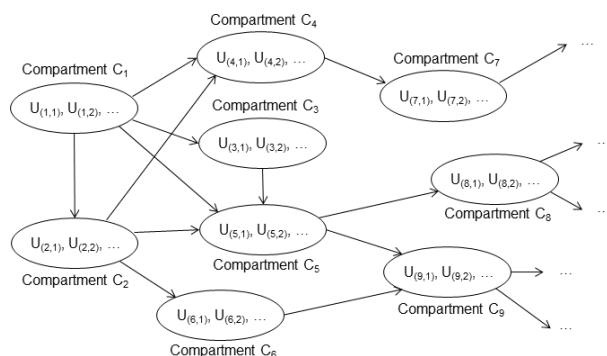 Compartment C₄
U₍₄,₁₎, U₍₄,₂₎, …
Compartment C₇
U₍₇,₁₎, U₍₇,₂₎, …
...
Compartment C₁
U₍₁,₁₎, U₍₁,₂₎, …
Compartment C₃
U₍₃,₁₎, U₍₃,₂₎, …
...
U₍₈,₁₎, U₍₈,₂₎, …
Compartment C₈
...
U₍₂,₁₎, U₍₂,₂₎, …
Compartment C₂
U₍₅,₁₎, U₍₅,₂₎, …
Compartment C₅
U₍₉,₁₎, U₍₉,₂₎, …
Compartment C₉
...
...
U₍₆,₁₎, U₍₆,₂₎, …
Compartment C₆